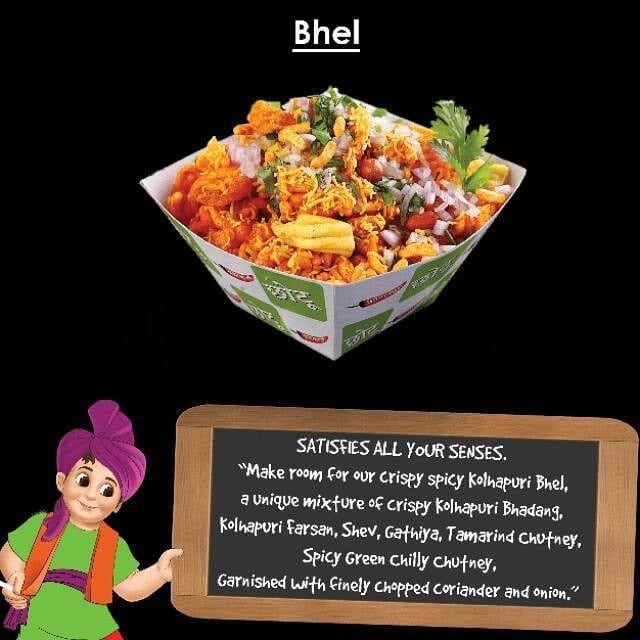 Bhel
छोटू
छोटू
SATISFIES ALL YOUR SENSES.
"Make room for our crispy spicy Kolhapuri Bhel,
a unique mixture of crispy Kolhapuri Bhadang,
Kolhapuri Farsan, Shev, Gathiya, Tamarind Chutney,
Spicy Green Chilly Chutney,
Garnished with finely chopped coriander and onion."